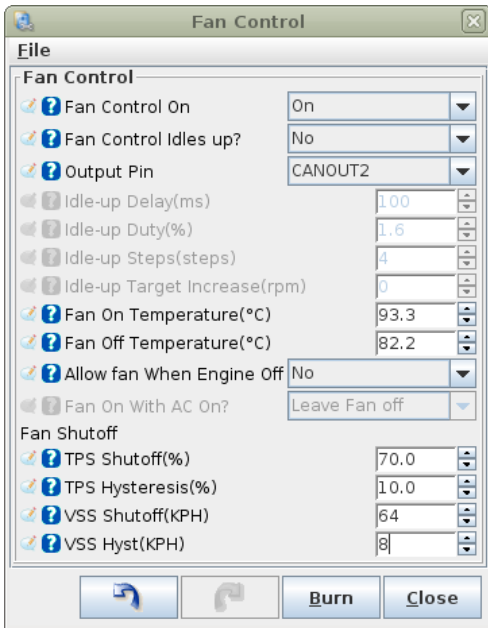 Fan Control
File
Fan Control
Fan Control On On
Fan Control Idles up? No
Output Pin CANOUT2
Idle-up Delay(ms) 100
Idle-up Duty(%) 1.6
Idle-up Steps(steps) 4
Idle-up Target Increase(rpm) 0
Fan On Temperature(°C) 93.3
Fan Off Temperature(°C) 82.2
Allow fan When Engine Off No
Fan On With AC On? Leave Fan off
Fan Shutoff
TPS Shutoff(%) 70.0
TPS Hysteresis(%) 10.0
VSS Shutoff(KPH) 64
VSS Hyst(KPH) 8
Burn Close